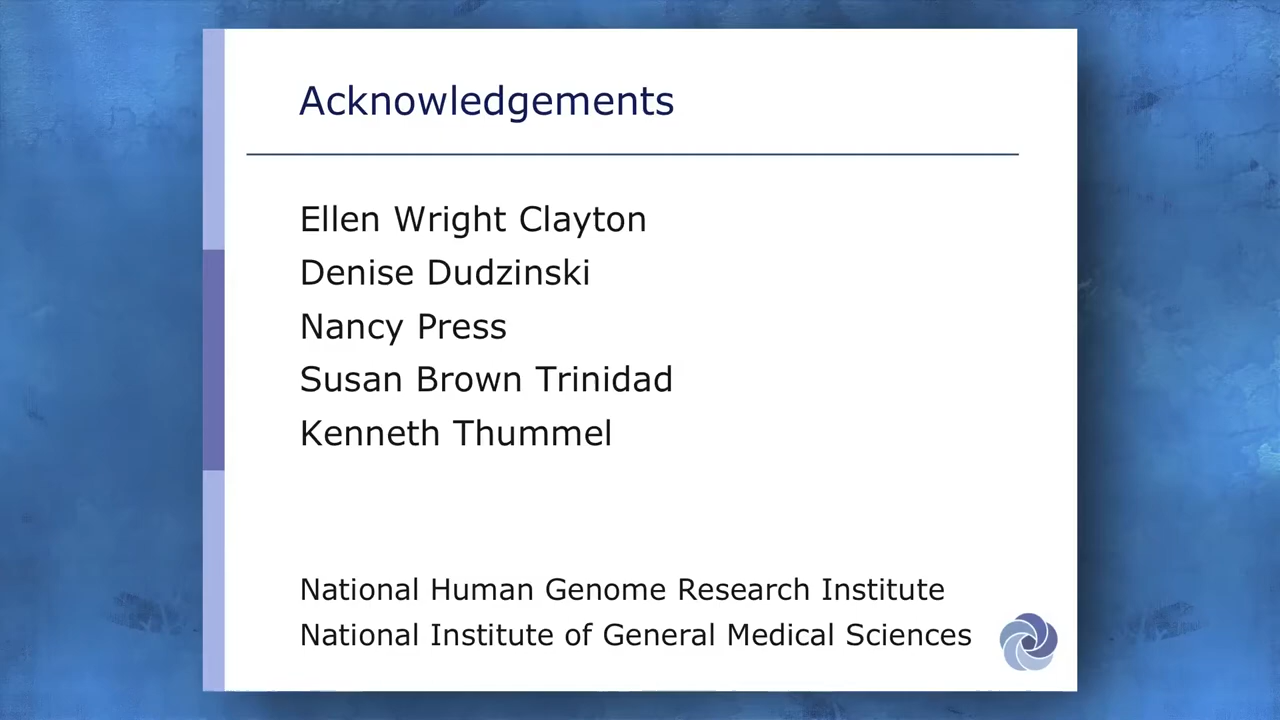 Acknowledgements
Ellen Wright Clayton
Denise Dudzinski
Nancy Press
Susan Brown Trinidad
Kenneth Thummel
National Human Genome Research Institute
National Institute of General Medical Sciences